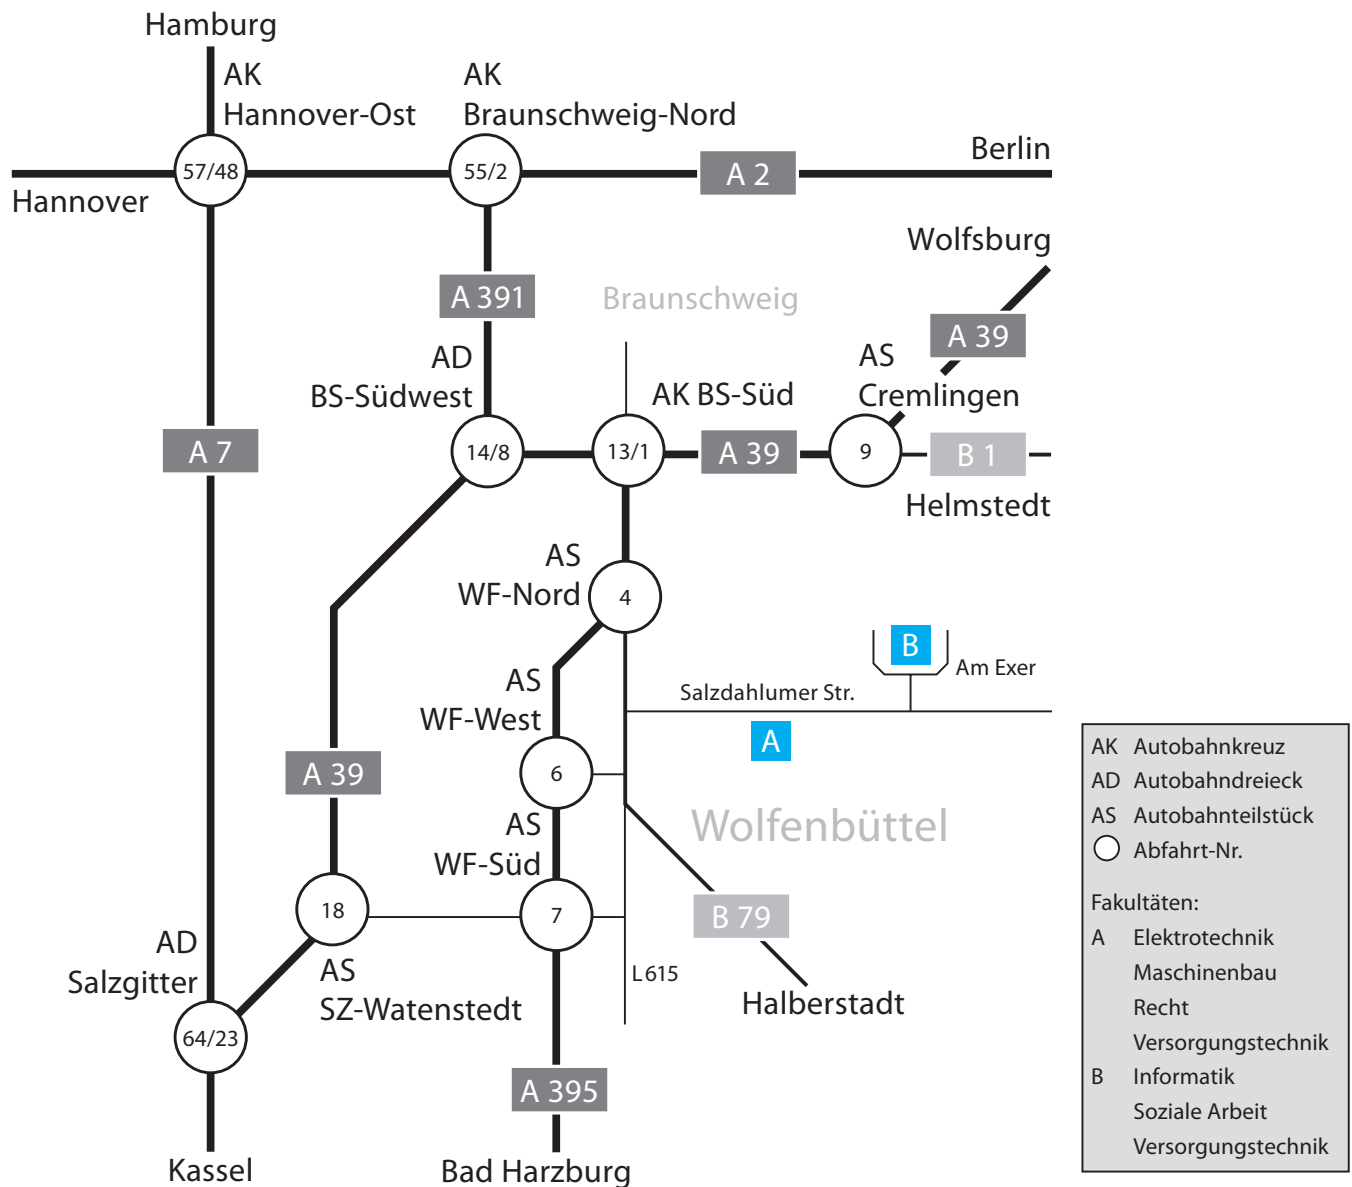 Hamburg
AK
Hannover-Ost
AK
Braunschweig-Nord
Berlin
57/48
55/2
A 2
Hannover
Wolfsburg
A 391
Braunschweig
A 39
AD
BS-Südwest
AK BS-Süd
AS
Cremlingen
A 7
14/8
13/1
A 39
9
B 1
Helmstedt
AS
WF-Nord
4
B
Am Exer
AS
WF-West
Salzdahlumer Str.
A
A 39
6
AS
WF-Süd
Wolfenbüttel
18
7
B 79
AD
Salzgitter
AS
SZ-Watenstedt
L615
Halberstadt
64/23
A 395
Kassel
Bad Harzburg
AK Autobahnkreuz
AD Autobahndreieck
AS Autobahnteilstück
Abfahrt-Nr.
Fakultäten:
A Elektrotechnik
Maschinenbau
Recht
Versorgungstechnik
B Informatik
Soziale Arbeit
Versorgungstechnik